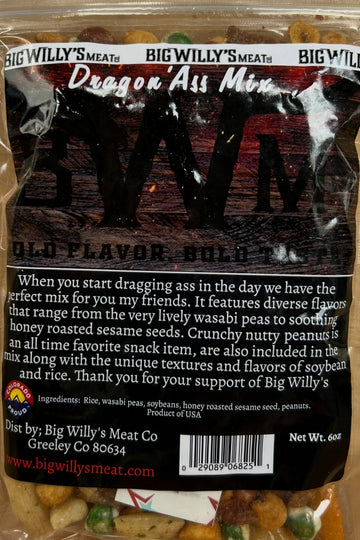 BIG WILLY'S MEAT Co BIG WILLY'S MEAT Co BIG WILLY'S
Dragon'Ass Mix...
BWM
OLD FLAVOR. BOLD T
When you start dragging ass in the day we have the
perfect mix for you my friends. It features diverse flavors
that range from the very lively wasabi peas to soothing
honey roasted sesame seeds. Crunchy nutty peanuts is
an all time favorite snack item, are also included in the
mix along with the unique textures and flavors of soybean
and rice. Thank you for your support of Big Willy's
COLORADO
PROUD
Ingredients: Rice, wasabi peas, soybeans, honey roasted sesame seed, peanuts.
Product of USA
Dist by; Big Willy's Meat Co
Greeley Co 80634
www.bigwillysmeat.com
0 29089 06825 1
Net Wt. 6oz